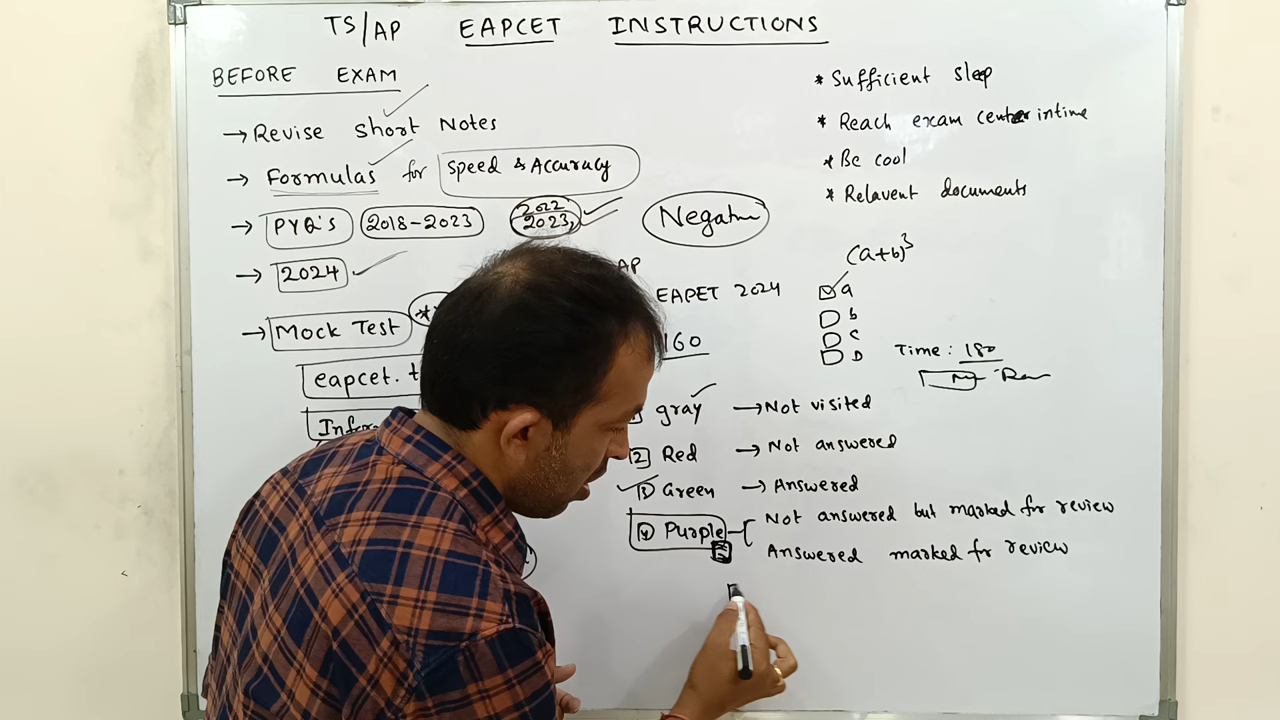 TS/AP EAPCET INSTRUCTIONS
BEFORE EXAM
→ Revise short Notes
→ Formulas for Speed & Accuracy
→ PYQ's 2018-2023 2022 2023,
→ 2024
→ Mock Test
eapcet. t
* Sufficient sleep
* Reach exam center intime
* Be cool
* Relavent documents
Negative
AP
EAPET 2024
160
(a+b)³
a
b
c
D
Time: 180
gray → Not visited
2 Red → Not answered
3 Green → Answered
4 Purple
Not answered but marked for review
Answered marked for review